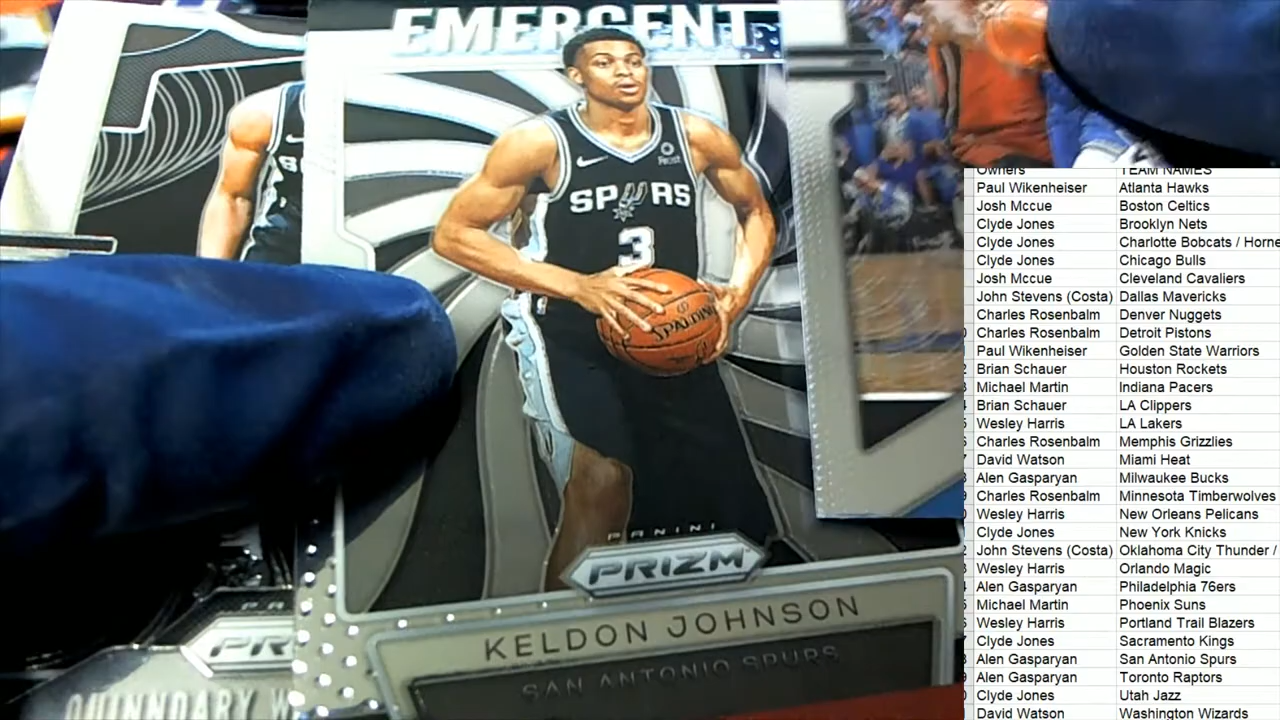 EMERGENT
Frost
SPURS
3
SPALDING
PANINI
PRIZM
KELDON JOHNSON
SAN ANTONIO SPURS
PA
PR
QUINNDARY W
Owners TEAM NAMES
Paul Wikenheiser Atlanta Hawks
Josh Mccue Boston Celtics
Clyde Jones Brooklyn Nets
Clyde Jones Charlotte Bobcats / Horne
Clyde Jones Chicago Bulls
Josh Mccue Cleveland Cavaliers
John Stevens (Costa) Dallas Mavericks
Charles Rosenbalm Denver Nuggets
Charles Rosenbalm Detroit Pistons
Paul Wikenheiser Golden State Warriors
Brian Schauer Houston Rockets
Michael Martin Indiana Pacers
Brian Schauer LA Clippers
Wesley Harris LA Lakers
Charles Rosenbalm Memphis Grizzlies
David Watson Miami Heat
Alen Gasparyan Milwaukee Bucks
Charles Rosenbalm Minnesota Timberwolves
Wesley Harris New Orleans Pelicans
Clyde Jones New York Knicks
John Stevens (Costa) Oklahoma City Thunder /
Wesley Harris Orlando Magic
Alen Gasparyan Philadelphia 76ers
Michael Martin Phoenix Suns
Wesley Harris Portland Trail Blazers
Clyde Jones Sacramento Kings
Alen Gasparyan San Antonio Spurs
Alen Gasparyan Toronto Raptors
Clyde Jones Utah Jazz
David Watson Washington Wizards